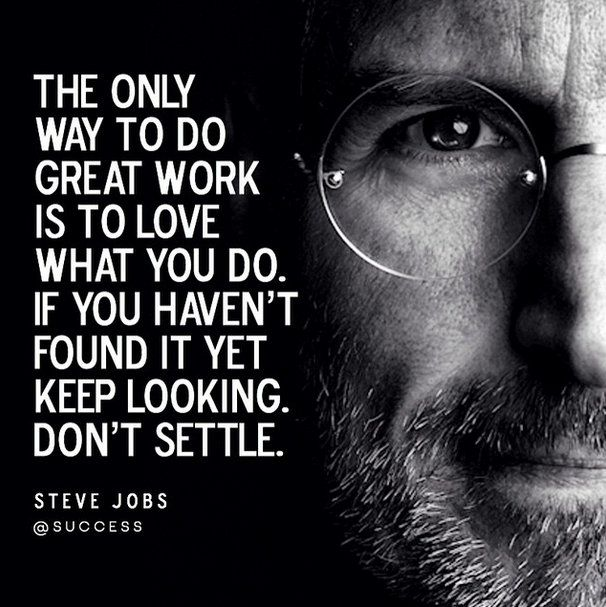 THE ONLY
WAY TO DO
GREAT WORK
IS TO LOVE
WHAT YOU DO.
IF YOU HAVEN'T
FOUND IT YET
KEEP LOOKING.
DON'T SETTLE.
STEVE JOBS
@SUCCESS